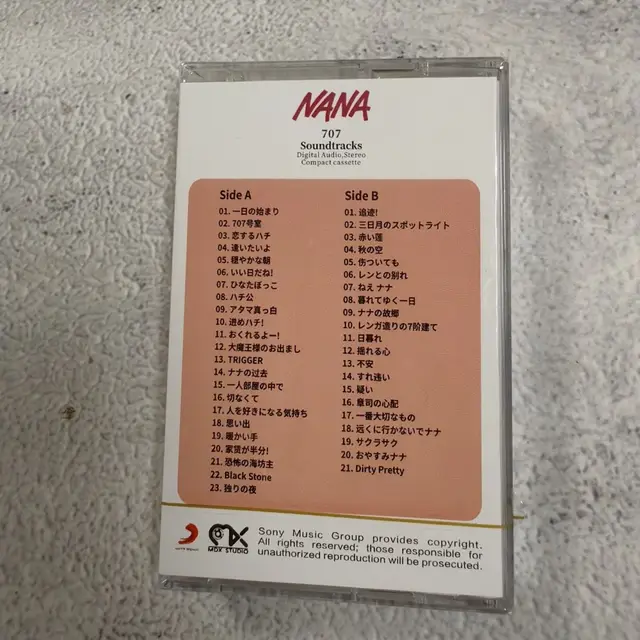 NANA
707
Soundtracks
Digital Audio,Stereo
Compact cassette
Side A
01. 一日の始まり
02. 707号室
03. 恋するハチ
04. 逢いたいよ
05. 穏やかな朝
06. いい日だね!
07. ひなたぼっこ
08. ハチ公
09. アタマ真っ白
10. 进めハチ!
11. おくれるよー!
12. 大魔王様のお出まし
13. TRIGGER
14. ナナの过去
15. 一人部屋の中で
16. 切なくて
17. 人を好きになる気持ち
18. 思い出
19. 暖かい手
20. 家赁が半分!
21. 恐怖の海坊主
22. Black Stone
23. 独りの夜
Side B
01. 追迹!
02. 三日月のスポットライト
03. 赤い莲
04. 秋の空
05. 伤ついても
06. レンとの别れ
07. ねえ ナナ
08. 暮れてゆく一日
09. ナナの故郷
10. レンガ造りの7阶建て
11. 日暮れ
12. 揺れる心
13. 不安
14. すれ违い
15. 疑い
16. 章司の心配
17. 一番大切なもの
18. 远くに行かないでナナ
19. サクラサク
20. おやすみナナ
21. Dirty Pretty
MDX STUDIO
Sony Music Group provides copyright.
All rights reserved; those responsible for
unauthorized reproduction will be prosecuted.